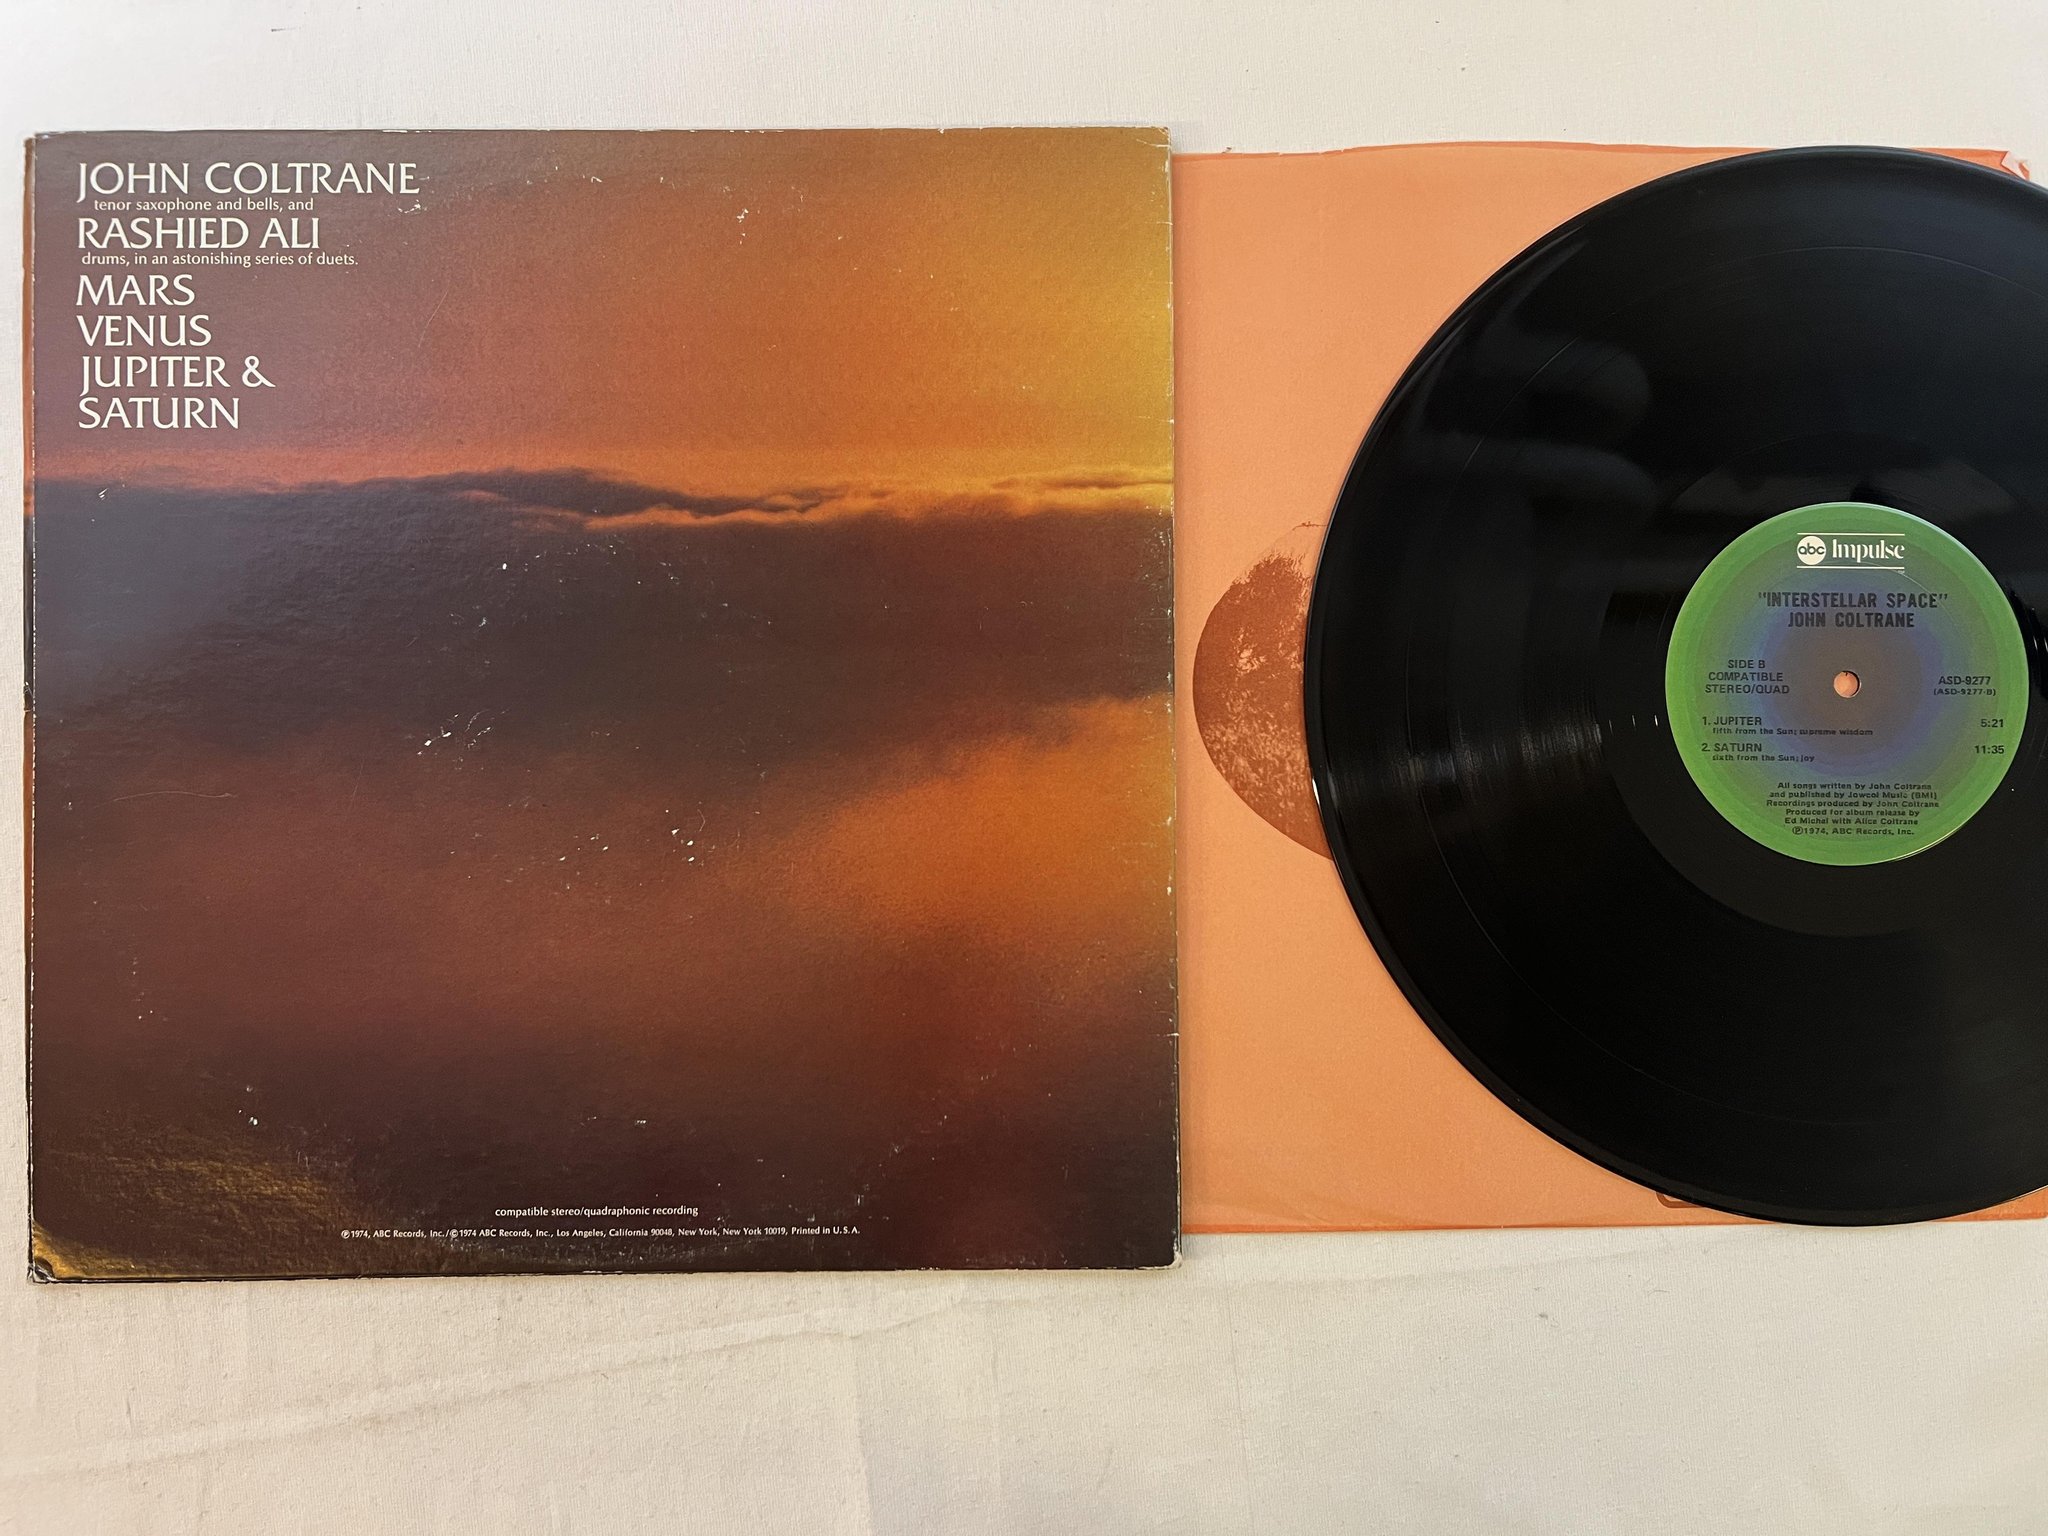 JOHN COLTRANE
tenor saxophone and bells, and
RASHIED ALI
drums, in an astonishing series of duets.
MARS
VENUS
JUPITER &
SATURN
compatible stereo/quadraphonic recording
℗1974, ABC Records, Inc./©1974 ABC Records, Inc., Los Angeles, California 90048, New York, New York 10019, Printed in U.S.A.
abc Impulse
TM
"INTERSTELLAR SPACE"
JOHN COLTRANE
SIDE B
COMPATIBLE
STEREO/QUAD
ASD-9277
(ASD-9277-B)
1. JUPITER 5:21
fifth from the Sun; supreme wisdom
2. SATURN 11:35
sixth from the Sun; joy
All songs written by John Coltrane
and published by Jowcol Music (BMI)
Recordings produced by John Coltrane
Produced for album release by
Ed Michel with Alice Coltrane
℗1974, ABC Records, Inc.